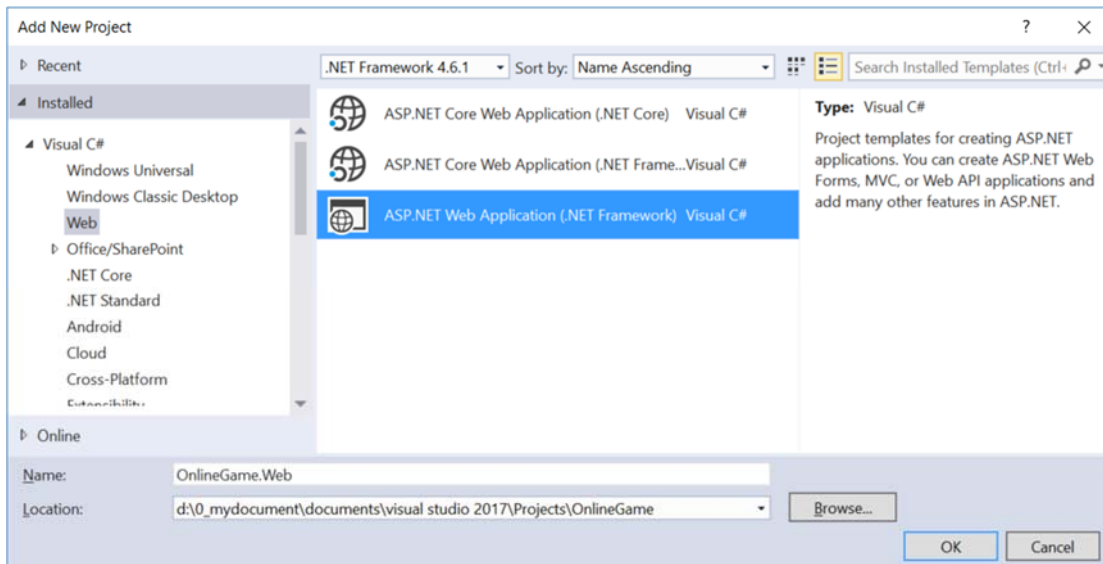 Add New Project
?
Recent
.NET Framework 4.6.1
Sort by:
Name Ascending
Search Installed Templates (Ctrl+
Installed
Visual C#
Windows Universal
Windows Classic Desktop
Web
Office/SharePoint
.NET Core
.NET Standard
Android
Cloud
Cross-Platform
Extensibility
Online
ASP.NET Core Web Application (.NET Core) Visual C#
ASP.NET Core Web Application (.NET Frame...Visual C#
ASP.NET Web Application (.NET Framework) Visual C#
Type: Visual C#
Project templates for creating ASP.NET
applications. You can create ASP.NET Web
Forms, MVC, or Web API applications and
add many other features in ASP.NET.
Name:
OnlineGame.Web
Location:
d:\0_mydocument\documents\visual studio 2017\Projects\OnlineGame
Browse...
OK
Cancel